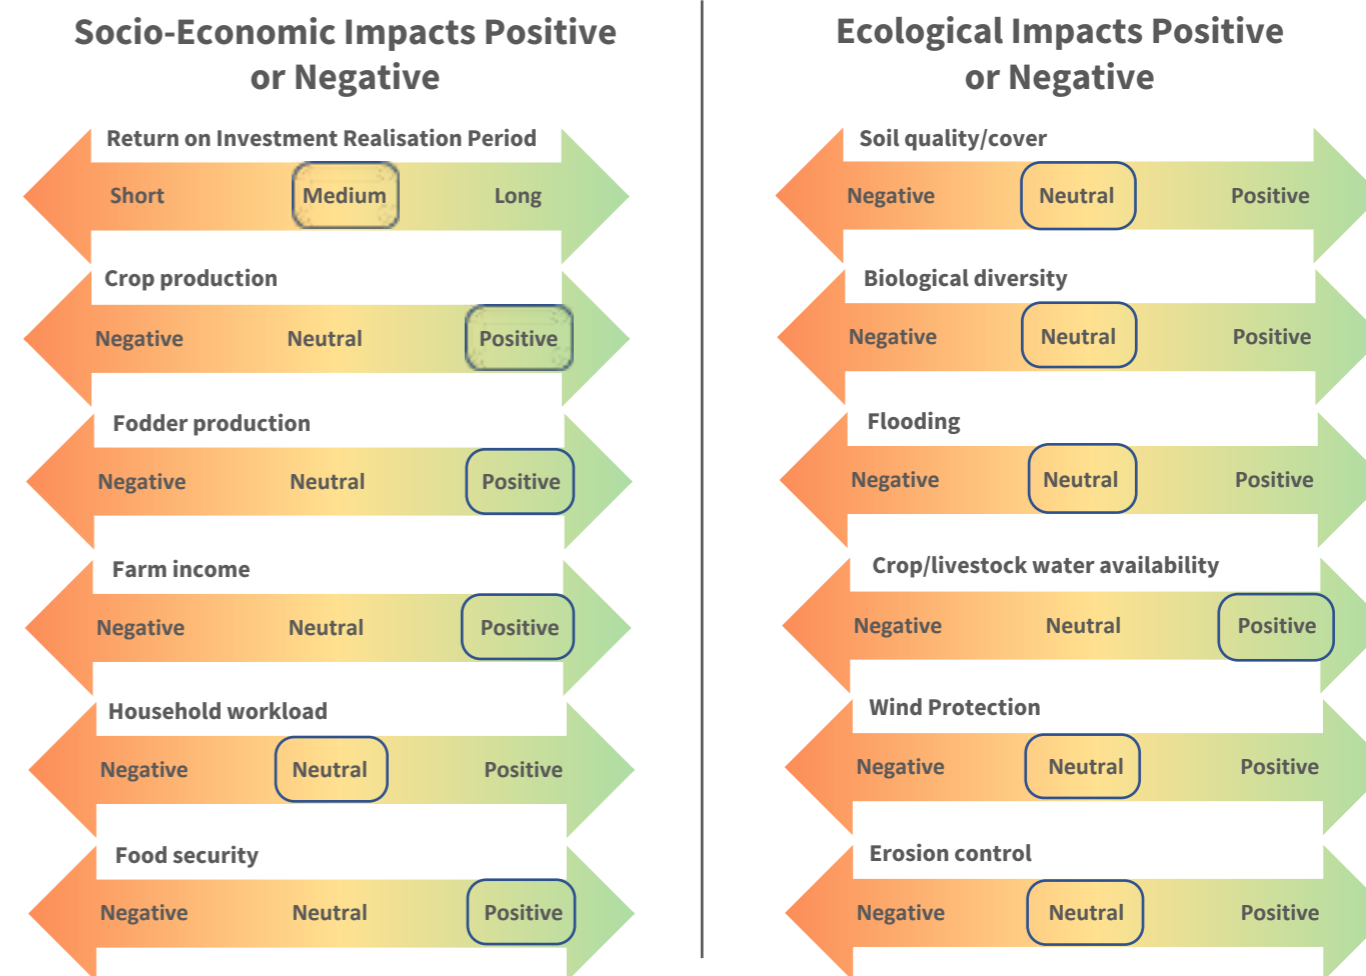 Socio-Economic Impacts Positive
or Negative
Return on Investment Realisation Period
Short Medium Long
Crop production
Negative Neutral Positive
Fodder production
Negative Neutral Positive
Farm income
Negative Neutral Positive
Household workload
Negative Neutral Positive
Food security
Negative Neutral Positive
Ecological Impacts Positive
or Negative
Soil quality/cover
Negative Neutral Positive
Biological diversity
Negative Neutral Positive
Flooding
Negative Neutral Positive
Crop/livestock water availability
Negative Neutral Positive
Wind Protection
Negative Neutral Positive
Erosion control
Negative Neutral Positive